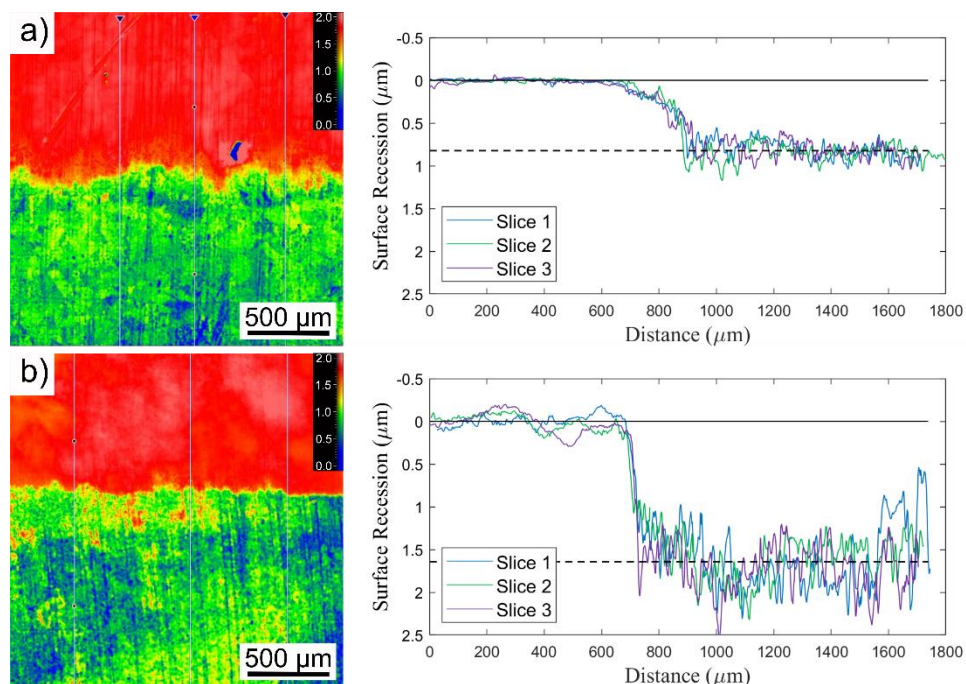 a)
2.0
1.5
1.0
0.5
0.0
500 µm
-0.5
0
0.5
1
1.5
2
2.5
Surface Recession (µm)
Slice 1
Slice 2
Slice 3
0 200 400 600 800 1000 1200 1400 1600 1800
Distance (µm)
b)
2.0
1.5
1.0
0.5
0.0
500 µm
-0.5
0
0.5
1
1.5
2
2.5
Surface Recession (µm)
Slice 1
Slice 2
Slice 3
0 200 400 600 800 1000 1200 1400 1600 1800
Distance (µm)